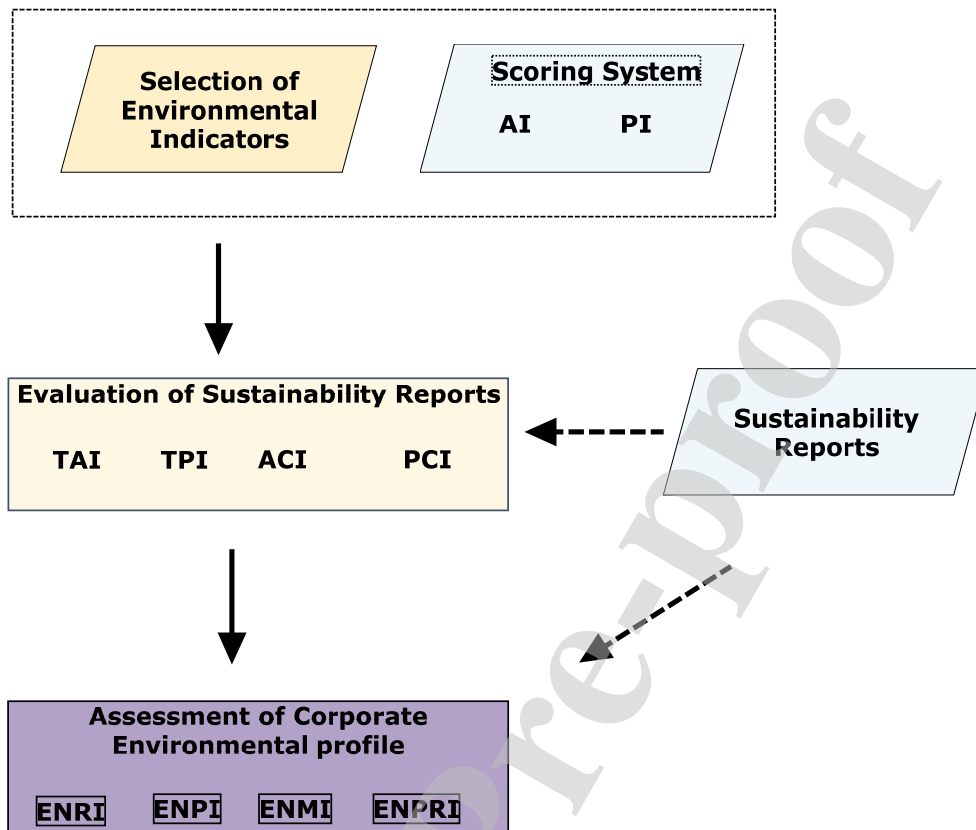 Selection of
Environmental
Indicators
Scoring System
AI PI
Evaluation of Sustainability Reports
TAI TPI ACI PCI
Sustainability
Reports
Assessment of Corporate
Environmental profile
ENRI ENPI ENMI ENPRI
re-proof